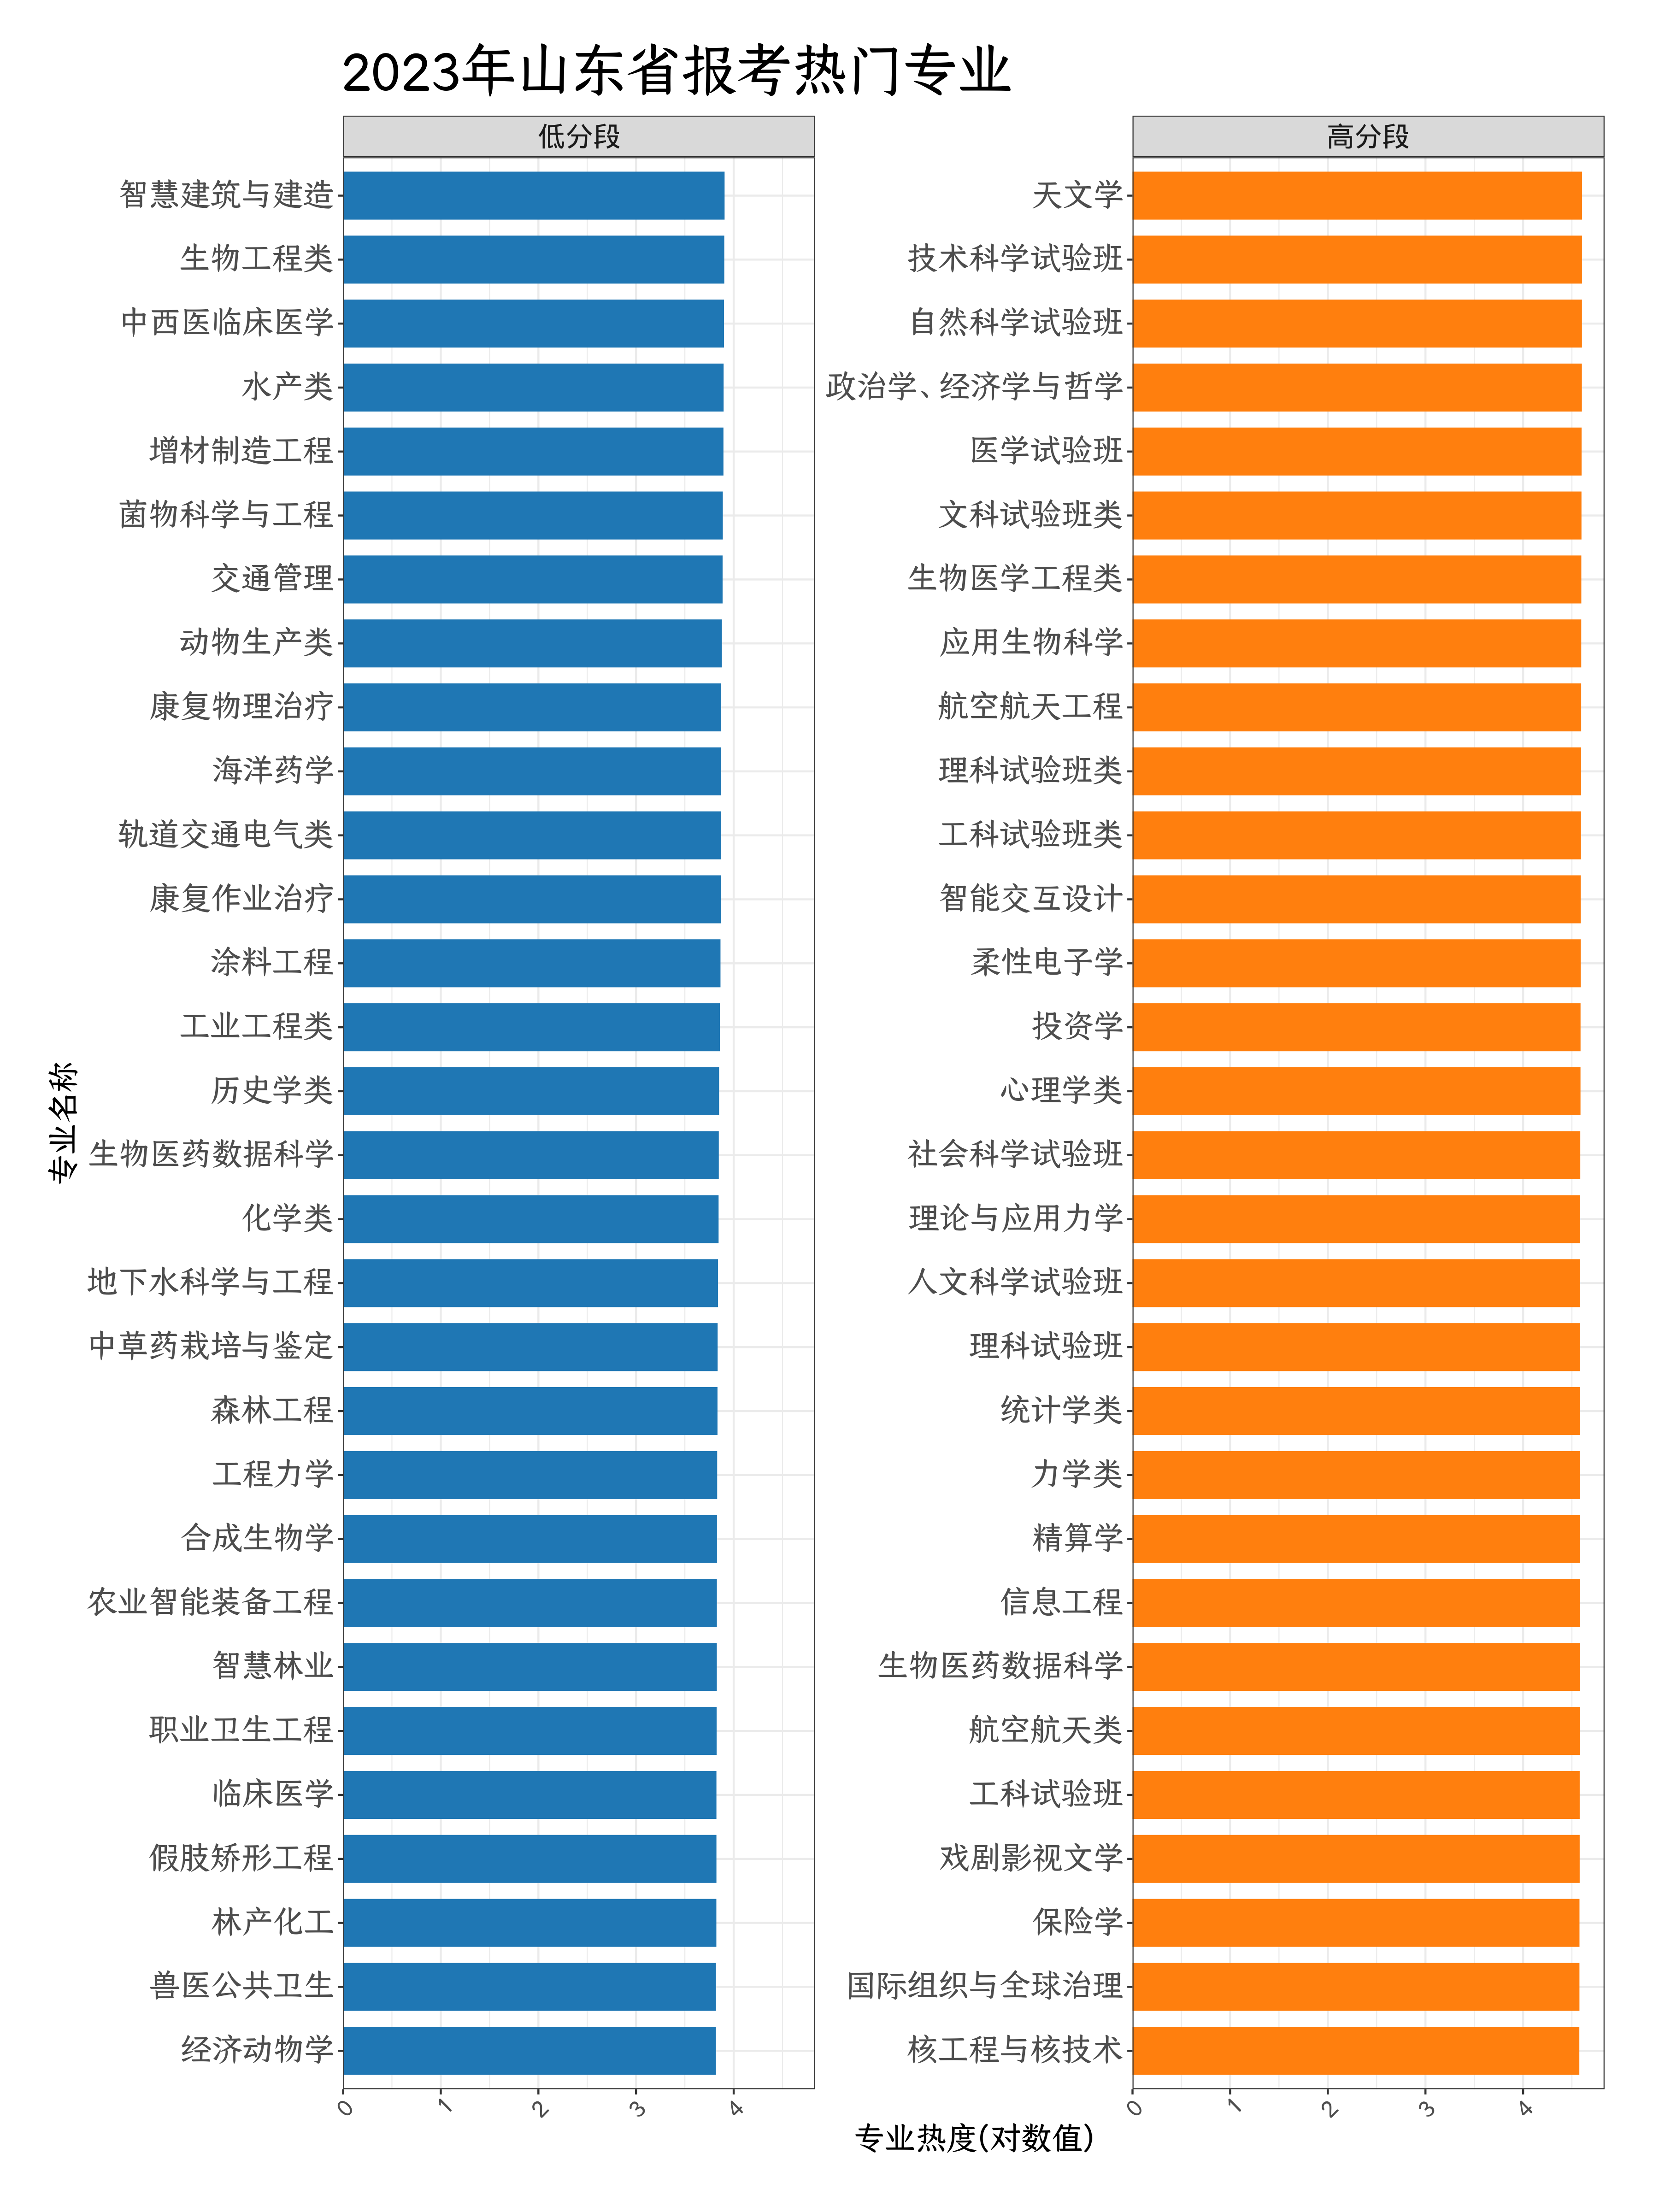 2023年山东省报考热门专业
低分段
智慧建筑与建造
生物工程类
中西医临床医学
水产类
增材制造工程
菌物科学与工程
交通管理
动物生产类
康复物理治疗
海洋药学
轨道交通电气类
康复作业治疗
涂料工程
工业工程类
历史学类
生物医药数据科学
化学类
地下水科学与工程
中草药栽培与鉴定
森林工程
工程力学
合成生物学
农业智能装备工程
智慧林业
职业卫生工程
临床医学
假肢矫形工程
林产化工
兽医公共卫生
经济动物学
0 1 2 3 4
高分段
天文学
技术科学试验班
自然科学试验班
政治学、经济学与哲学
医学试验班
文科试验班类
生物医学工程类
应用生物科学
航空航天工程
理科试验班类
工科试验班类
智能交互设计
柔性电子学
投资学
心理学类
社会科学试验班
理论与应用力学
人文科学试验班
理科试验班
统计学类
力学类
精算学
信息工程
生物医药数据科学
航空航天类
工科试验班
戏剧影视文学
保险学
国际组织与全球治理
核工程与核技术
0 1 2 3 4
专业名称
专业热度(对数值)